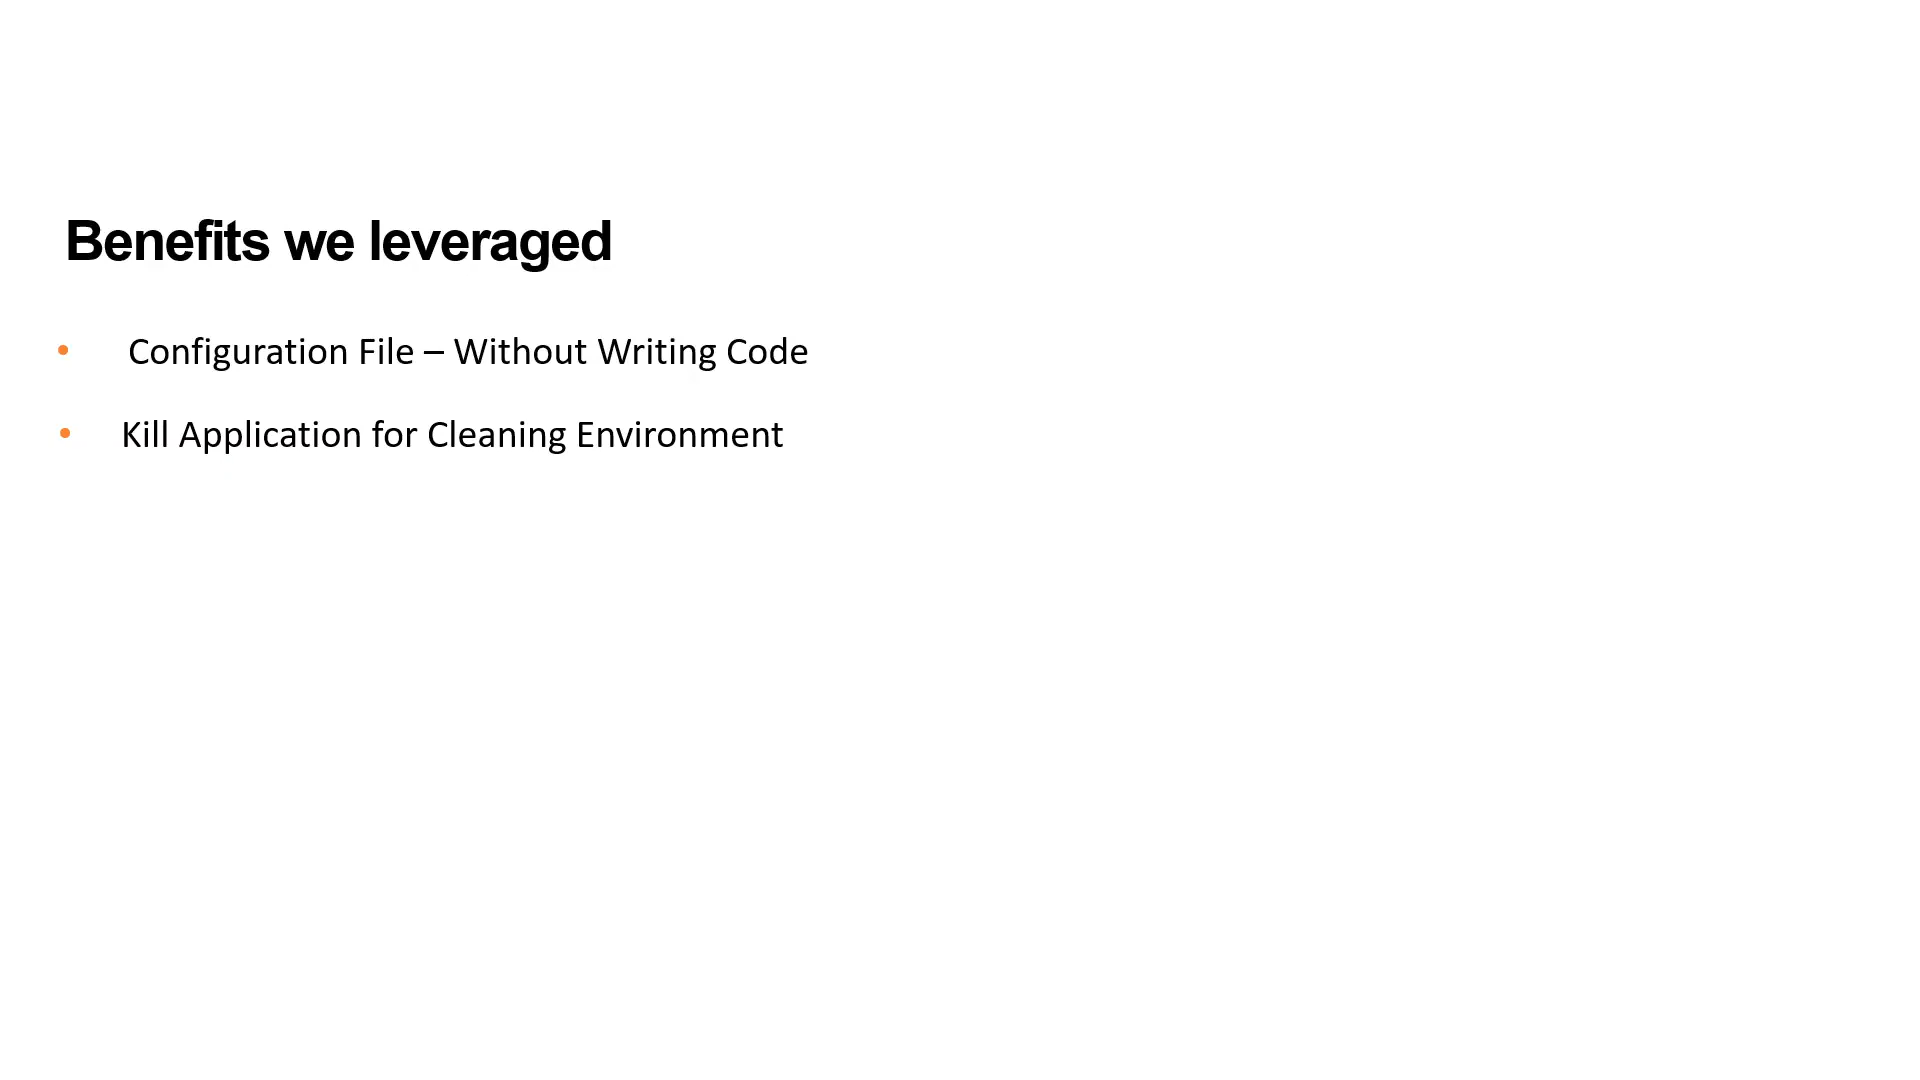 Benefits we leveraged
• Configuration File – Without Writing Code
• Kill Application for Cleaning Environment